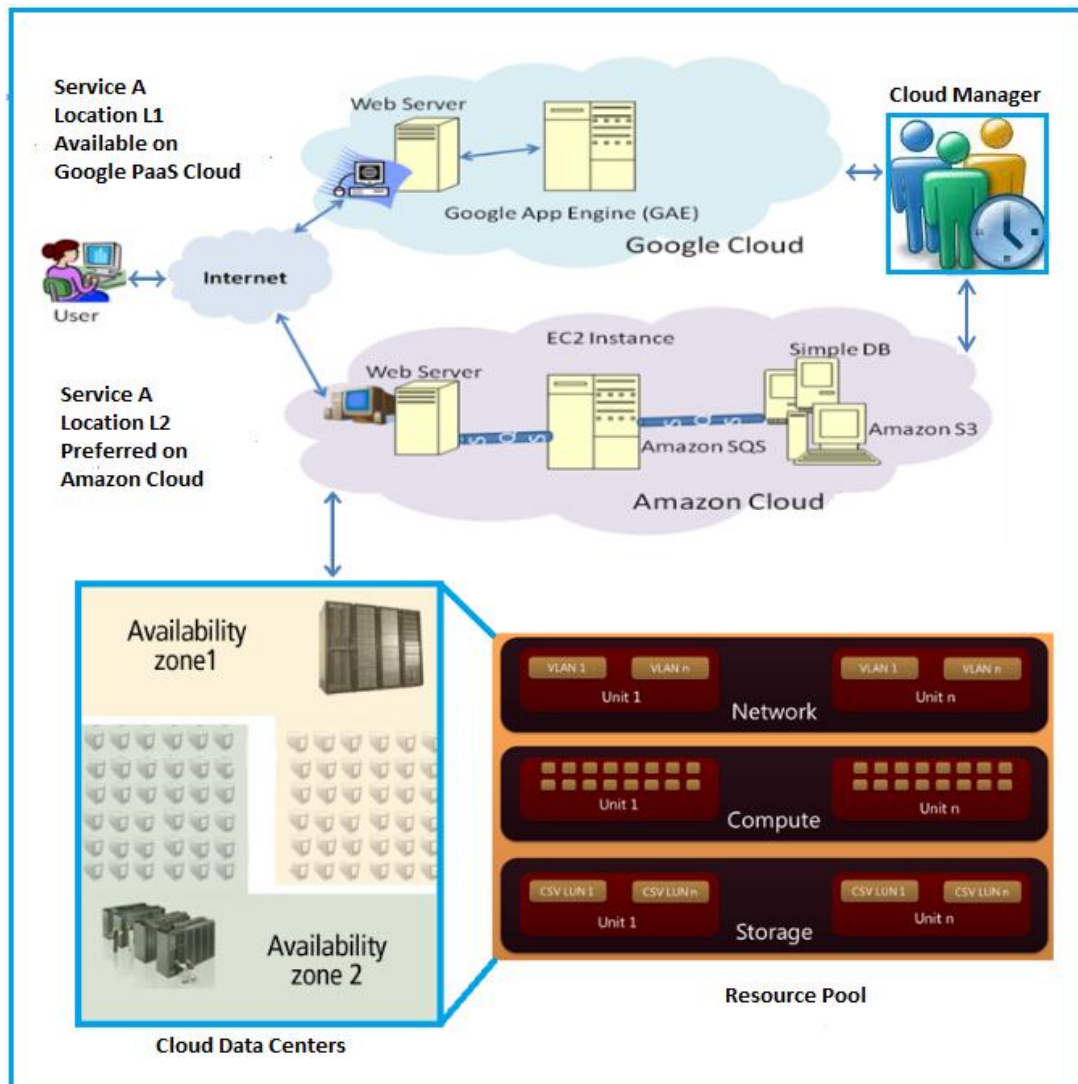 Service A
Location L1
Available on
Google PaaS Cloud
Web Server
Google App Engine (GAE)
Google Cloud
Cloud Manager
User
Internet
Service A
Location L2
Preferred on
Amazon Cloud
Web Server
EC2 Instance
Simple DB
S Q S
S Q S
Amazon SQS
Amazon S3
Amazon Cloud
Availability
zone1
Availability
zone 2
Cloud Data Centers
VLAN 1
VLAN n
Unit 1
Network
VLAN 1
VLAN n
Unit n
Unit 1
Compute
Unit n
CSV LUN 1
CSV LUN n
Unit 1
Storage
CSV LUN 1
CSV LUN n
Unit n
Resource Pool